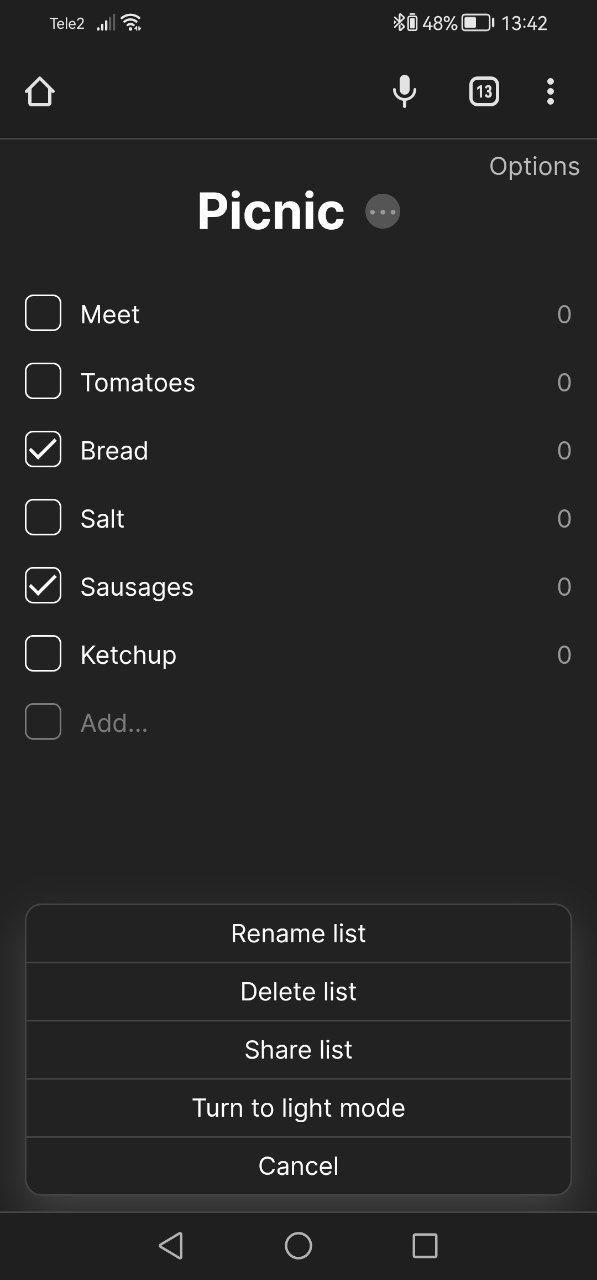 Tele2 48% 13:42
13
Options
Picnic
Meet 0
Tomatoes 0
Bread 0
Salt 0
Sausages 0
Ketchup 0
Add...
Rename list
Delete list
Share list
Turn to light mode
Cancel